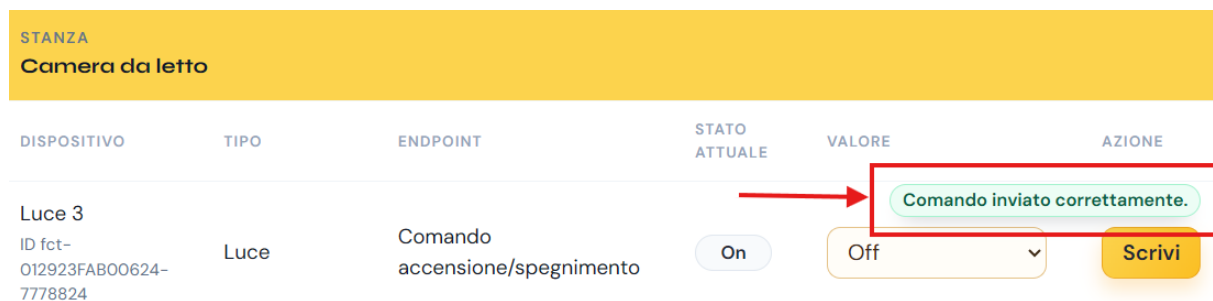 STANZA
Camera da letto
DISPOSITIVO
TIPO
ENDPOINT
STATO
ATTUALE
VALORE
AZIONE
Comando inviato correttamente.
Luce 3
ID fct-
012923FAB00624-
7778824
Luce
Comando
accensione/spegnimento
On
Off
Scrivi